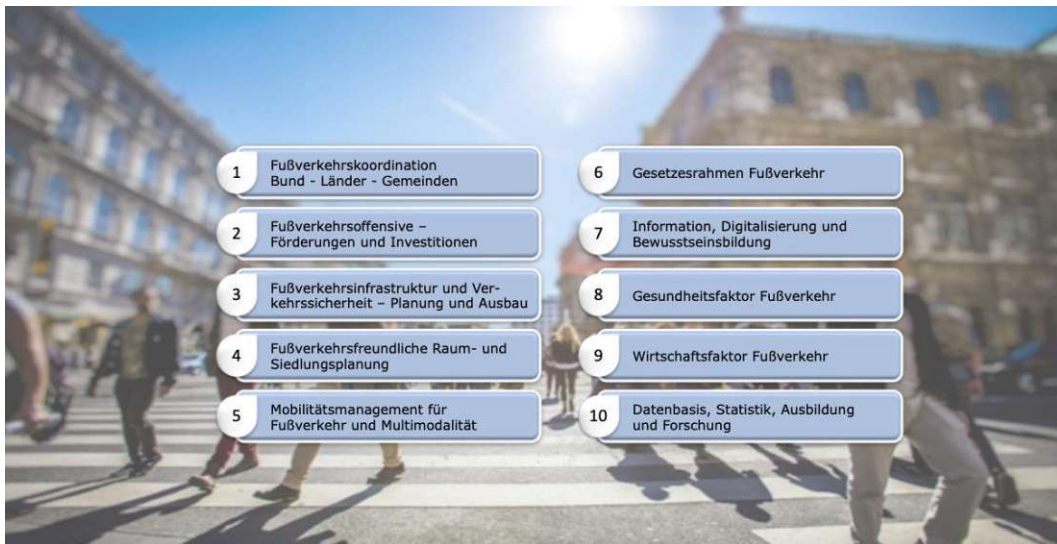 1
Fußverkehrskoordination
Bund - Länder - Gemeinden
2
Fußverkehrsoffensive –
Förderungen und Investitionen
3
Fußverkehrsinfrastruktur und Ver-
kehrssicherheit – Planung und Ausbau
4
Fußverkehrsfreundliche Raum- und
Siedlungsplanung
5
Mobilitätsmanagement für
Fußverkehr und Multimodalität
6
Gesetzesrahmen Fußverkehr
7
Information, Digitalisierung und
Bewusstseinsbildung
8
Gesundheitsfaktor Fußverkehr
9
Wirtschaftsfaktor Fußverkehr
10
Datenbasis, Statistik, Ausbildung
und Forschung